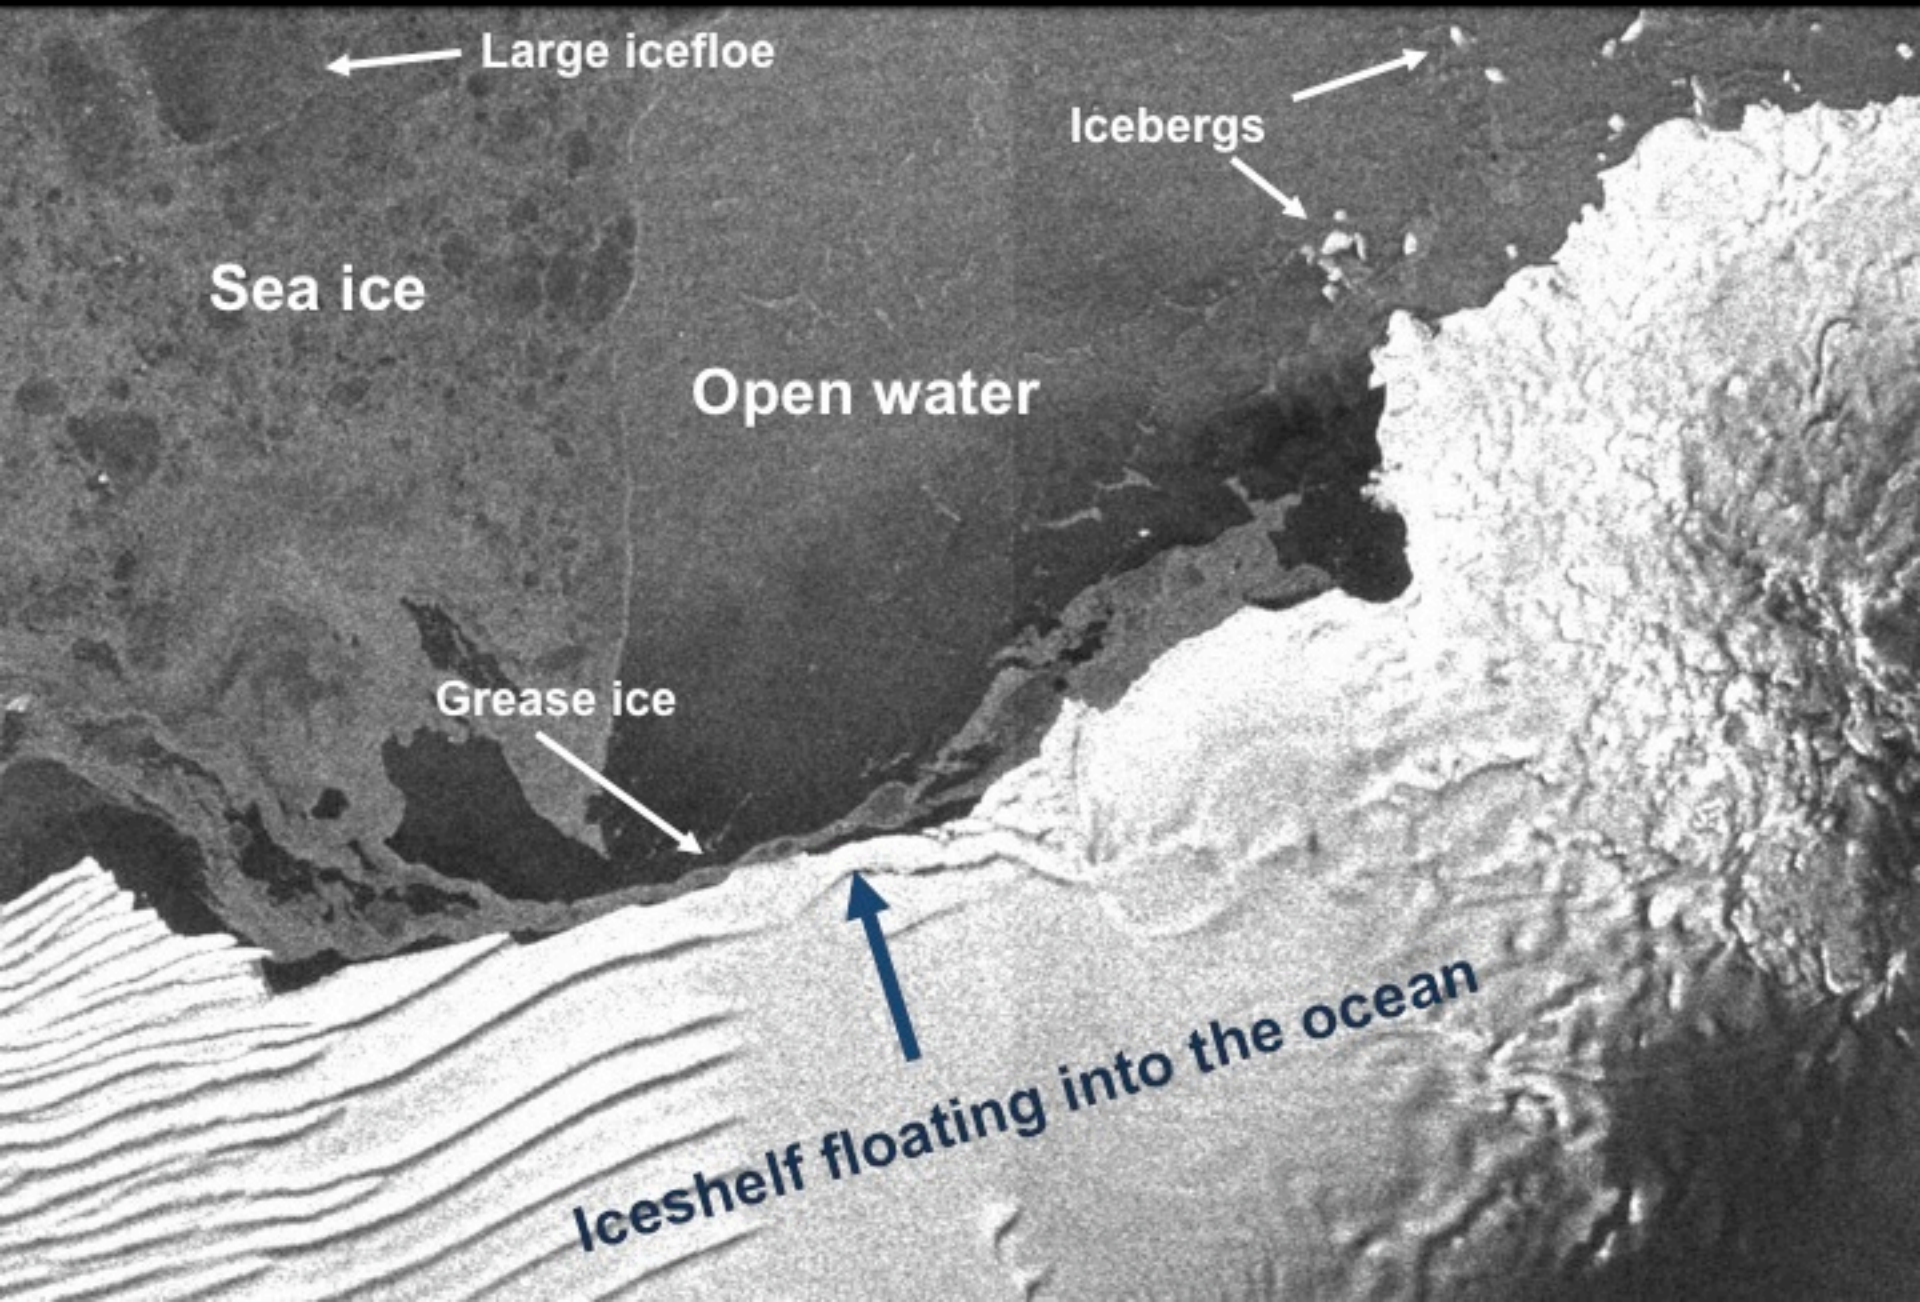 Large icefloe
Icebergs
Sea ice
Open water
Grease ice
Iceshelf floating into the ocean